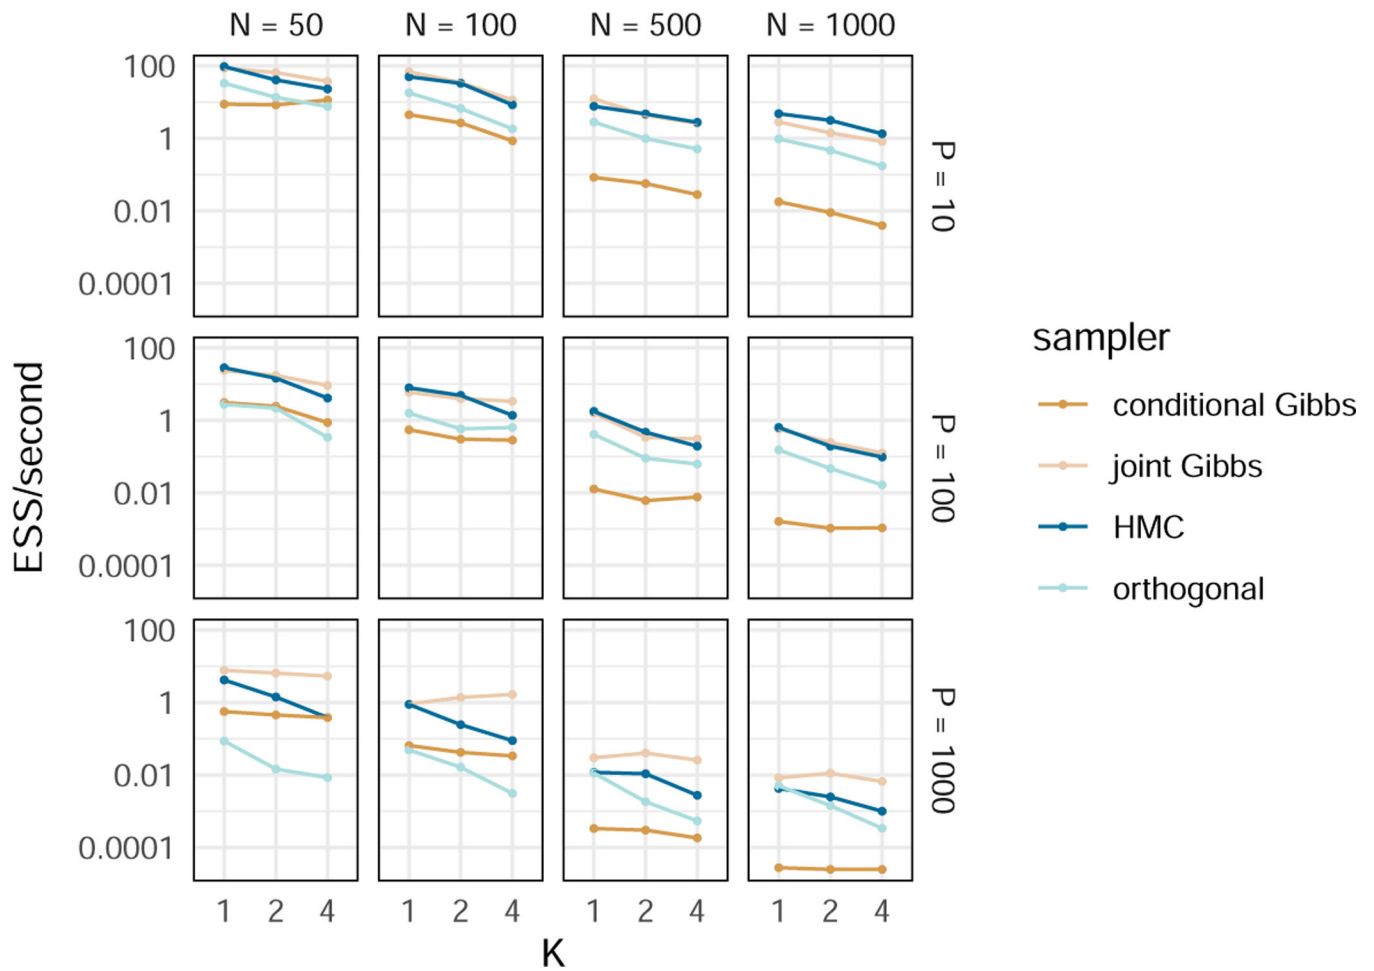 N = 50
N = 100
N = 500
N = 1000
100
1
0.01
0.0001
P = 10
100
1
0.01
0.0001
P = 100
100
1
0.01
0.0001
P = 1000
ESS/second
1 2 4
1 2 4
1 2 4
1 2 4
K
sampler
conditional Gibbs
joint Gibbs
HMC
orthogonal